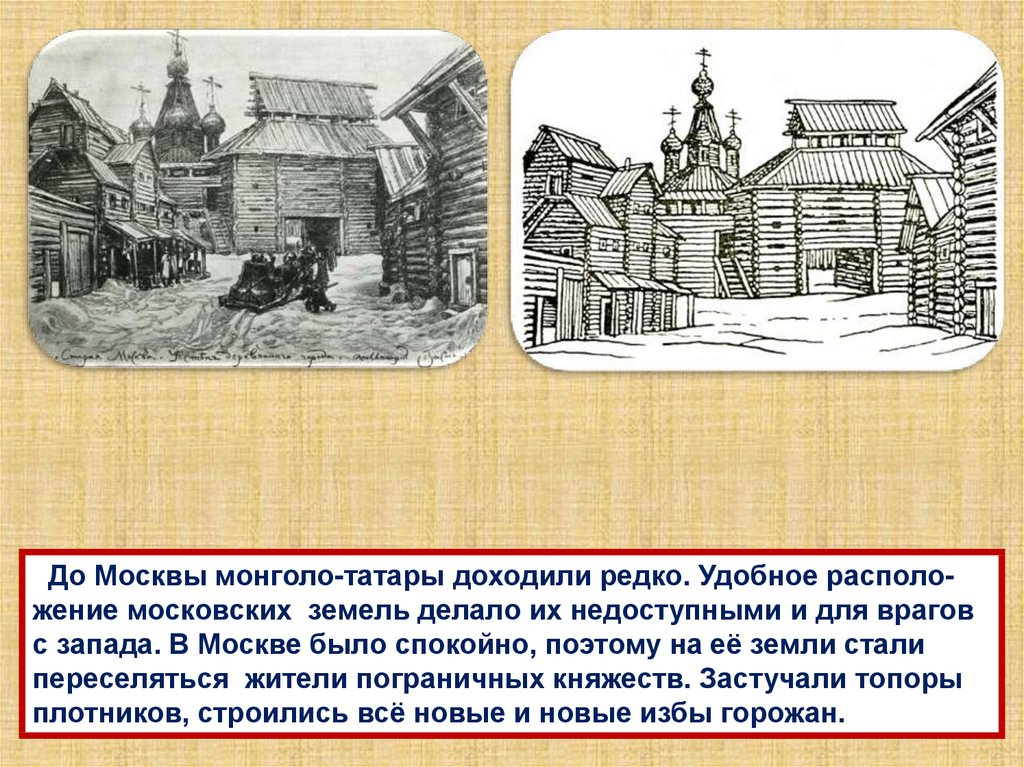 Старая Москва.
До Москвы монголо-татары доходили редко. Удобное располо-
жение московских земель делало их недоступными и для врагов
с запада. В Москве было спокойно, поэтому на её земли стали
переселяться жители пограничных княжеств. Застучали топоры
плотников, строились всё новые и новые избы горожан.